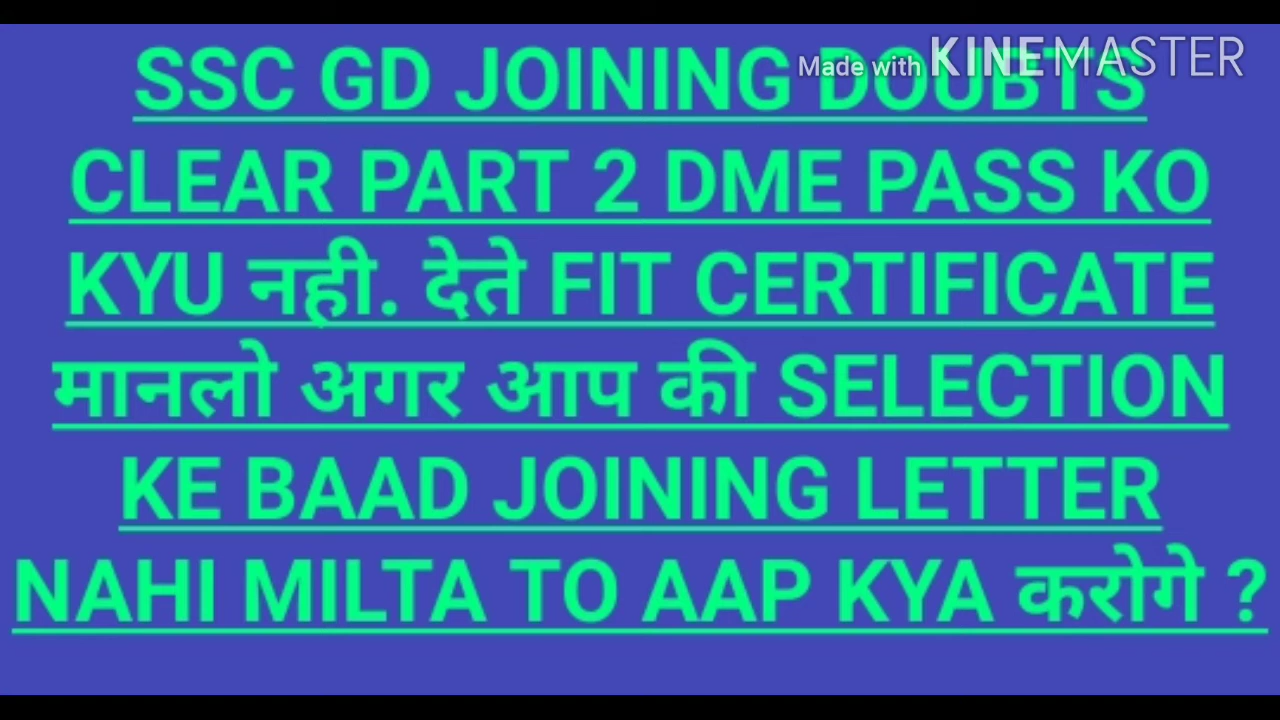 Made with KINEMASTER
SSC GD JOINING DOUBTS
CLEAR PART 2 DME PASS KO
KYU नही. देते FIT CERTIFICATE
मानलो अगर आप की SELECTION
KE BAAD JOINING LETTER
NAHI MILTA TO AAP KYA करोगे ?